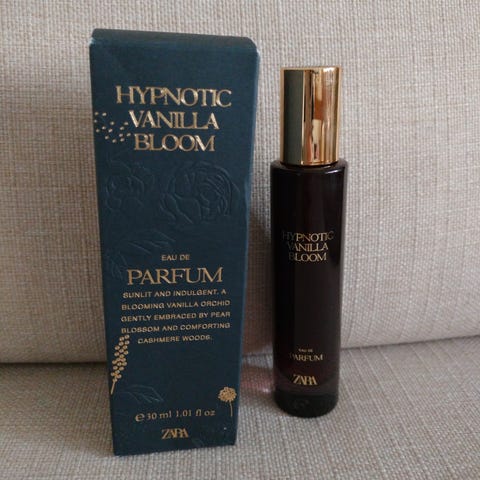 HYPNOTIC
VANILLA
BLOOM
EAU DE
PARFUM
SUNLIT AND INDULGENT. A
BLOOMING VANILLA ORCHID
GENTLY EMBRACED BY PEAR
BLOSSOM AND COMFORTING
CASHMERE WOODS.
℮30 ml 1.01 fl oz
ZARA
HYPNOTIC
VANILLA
BLOOM
EAU DE
PARFUM
ZARA